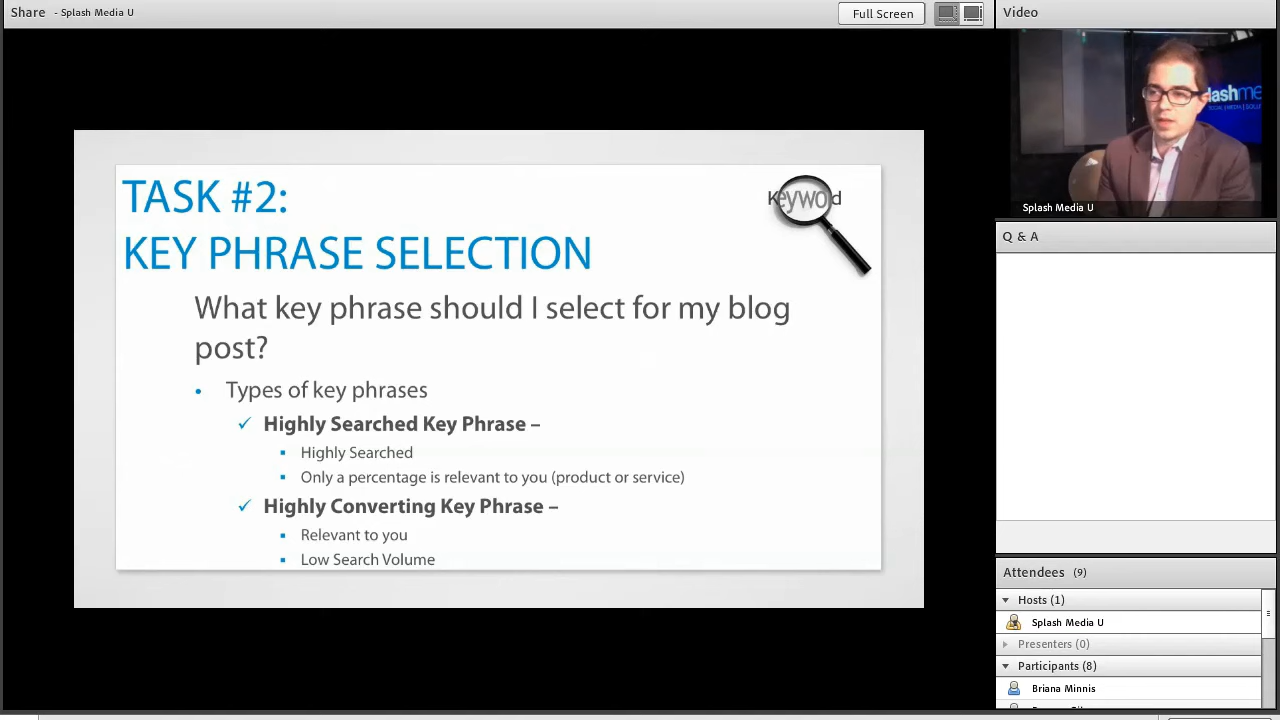 Share - Splash Media U
Full Screen
Video
TASK #2:
KEY PHRASE SELECTION
Keyword
What key phrase should I select for my blog
post?
• Types of key phrases
✓ Highly Searched Key Phrase –
▪ Highly Searched
▪ Only a percentage is relevant to you (product or service)
✓ Highly Converting Key Phrase –
▪ Relevant to you
▪ Low Search Volume
lashme
Splash Media U
Q & A
Attendees (9)
Hosts (1)
Splash Media U
Presenters (0)
Participants (8)
Briana Minnis